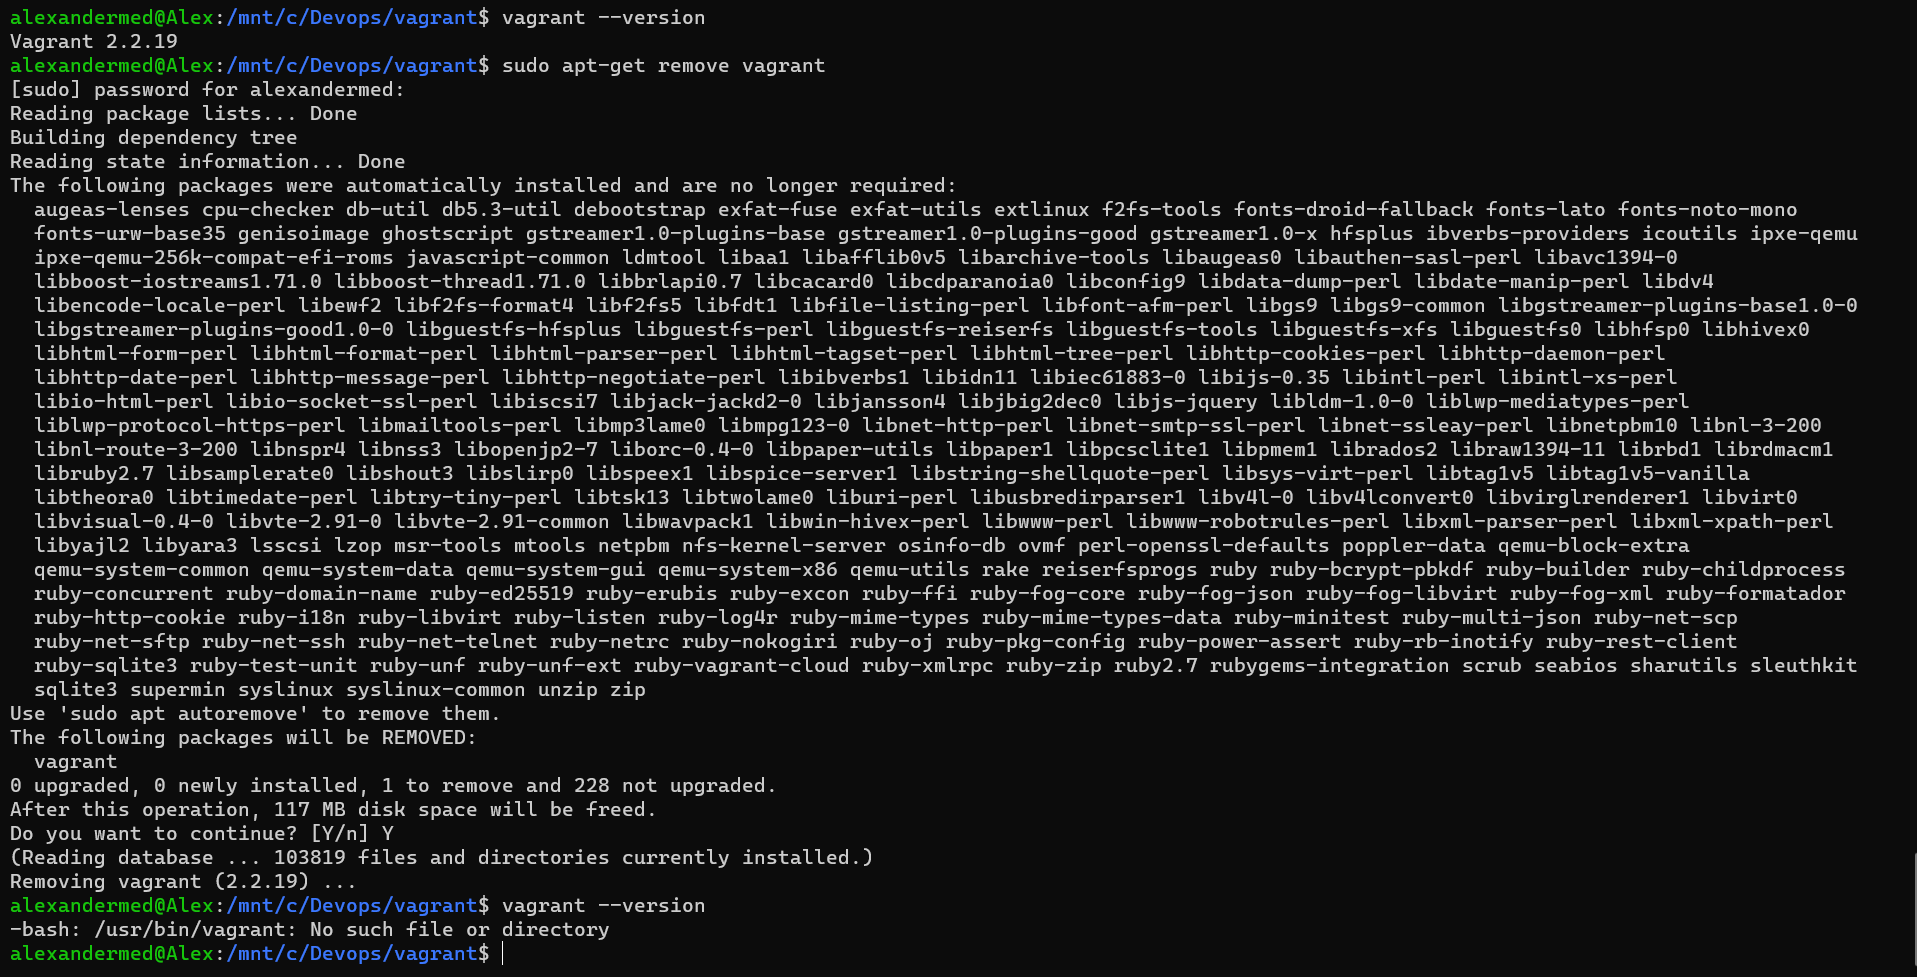 alexandermed@Alex:/mnt/c/Devops/vagrant$ vagrant --version
Vagrant 2.2.19
alexandermed@Alex:/mnt/c/Devops/vagrant$ sudo apt-get remove vagrant
[sudo] password for alexandermed:
Reading package lists... Done
Building dependency tree
Reading state information... Done
The following packages were automatically installed and are no longer required:
  augeas-lenses cpu-checker db-util db5.3-util debootstrap exfat-fuse exfat-utils extlinux f2fs-tools fonts-droid-fallback fonts-lato fonts-noto-mono
  fonts-urw-base35 genisoimage ghostscript gstreamer1.0-plugins-base gstreamer1.0-plugins-good gstreamer1.0-x hfsplus ibverbs-providers icoutils ipxe-qemu
  ipxe-qemu-256k-compat-efi-roms javascript-common ldmtool libaa1 libafflib0v5 libarchive-tools libaugeas0 libauthen-sasl-perl libavc1394-0
  libboost-iostreams1.71.0 libboost-thread1.71.0 libbrlapi0.7 libcacard0 libcdparanoia0 libconfig9 libdata-dump-perl libdate-manip-perl libdv4
  libencode-locale-perl libewf2 libf2fs-format4 libf2fs5 libfdt1 libfile-listing-perl libfont-afm-perl libgs9 libgs9-common libgstreamer-plugins-base1.0-0
  libgstreamer-plugins-good1.0-0 libguestfs-hfsplus libguestfs-perl libguestfs-reiserfs libguestfs-tools libguestfs-xfs libguestfs0 libhfsp0 libhivex0
  libhtml-form-perl libhtml-format-perl libhtml-parser-perl libhtml-tagset-perl libhtml-tree-perl libhttp-cookies-perl libhttp-daemon-perl
  libhttp-date-perl libhttp-message-perl libhttp-negotiate-perl libibverbs1 libidn11 libiec61883-0 libijs-0.35 libintl-perl libintl-xs-perl
  libio-html-perl libio-socket-ssl-perl libiscsi7 libjack-jackd2-0 libjansson4 libjbig2dec0 libjs-jquery libldm-1.0-0 liblwp-mediatypes-perl
  liblwp-protocol-https-perl libmailtools-perl libmp3lame0 libmpg123-0 libnet-http-perl libnet-smtp-ssl-perl libnet-ssleay-perl libnetpbm10 libnl-3-200
  libnl-route-3-200 libnspr4 libnss3 libopenjp2-7 liborc-0.4-0 libpaper-utils libpaper1 libpcsclite1 libpmem1 librados2 libraw1394-11 librbd1 librdmacm1
  libruby2.7 libsamplerate0 libshout3 libslirp0 libspeex1 libspice-server1 libstring-shellquote-perl libsys-virt-perl libtag1v5 libtag1v5-vanilla
  libtheora0 libtimedate-perl libtry-tiny-perl libtsk13 libtwolame0 liburi-perl libusbredirparser1 libv4l-0 libv4lconvert0 libvirglrenderer1 libvirt0
  libvisual-0.4-0 libvte-2.91-0 libvte-2.91-common libwavpack1 libwin-hivex-perl libwww-perl libwww-robotrules-perl libxml-parser-perl libxml-xpath-perl
  libyajl2 libyara3 lsscsi lzop msr-tools mtools netpbm nfs-kernel-server osinfo-db ovmf perl-openssl-defaults poppler-data qemu-block-extra
  qemu-system-common qemu-system-data qemu-system-gui qemu-system-x86 qemu-utils rake reiserfsprogs ruby ruby-bcrypt-pbkdf ruby-builder ruby-childprocess
  ruby-concurrent ruby-domain-name ruby-ed25519 ruby-erubis ruby-excon ruby-ffi ruby-fog-core ruby-fog-json ruby-fog-libvirt ruby-fog-xml ruby-formatador
  ruby-http-cookie ruby-i18n ruby-libvirt ruby-listen ruby-log4r ruby-mime-types ruby-mime-types-data ruby-minitest ruby-multi-json ruby-net-scp
  ruby-net-sftp ruby-net-ssh ruby-net-telnet ruby-netrc ruby-nokogiri ruby-oj ruby-pkg-config ruby-power-assert ruby-rb-inotify ruby-rest-client
  ruby-sqlite3 ruby-test-unit ruby-unf ruby-unf-ext ruby-vagrant-cloud ruby-xmlrpc ruby-zip ruby2.7 rubygems-integration scrub seabios sharutils sleuthkit
  sqlite3 supermin syslinux syslinux-common unzip zip
Use 'sudo apt autoremove' to remove them.
The following packages will be REMOVED:
  vagrant
0 upgraded, 0 newly installed, 1 to remove and 228 not upgraded.
After this operation, 117 MB disk space will be freed.
Do you want to continue? [Y/n] Y
(Reading database ... 103819 files and directories currently installed.)
Removing vagrant (2.2.19) ...
alexandermed@Alex:/mnt/c/Devops/vagrant$ vagrant --version
-bash: /usr/bin/vagrant: No such file or directory
alexandermed@Alex:/mnt/c/Devops/vagrant$